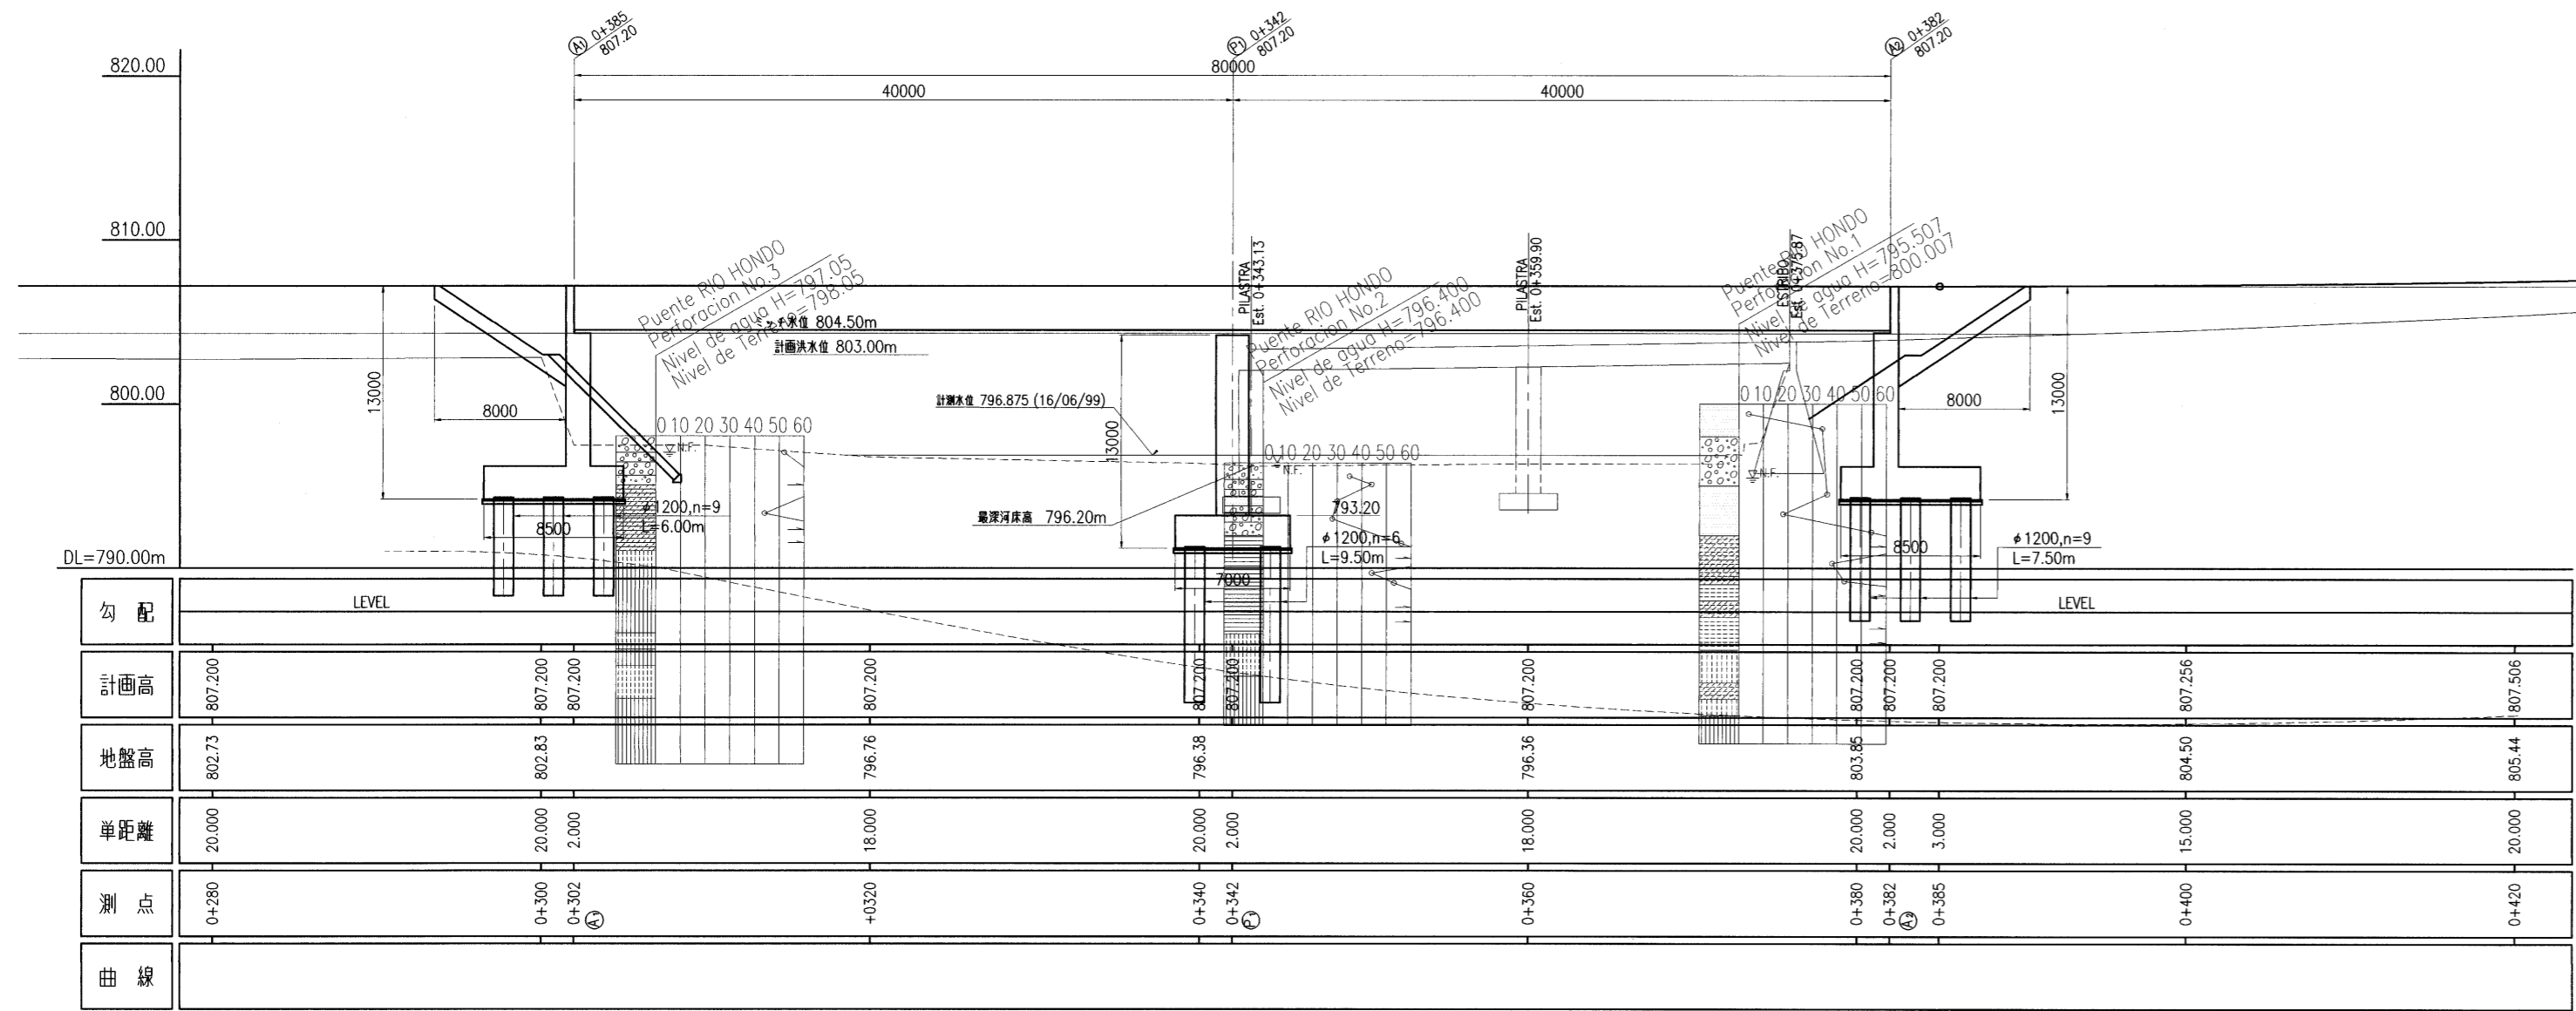 A1 0+385
807.20
P1 0+342
807.20
A2 0+382
807.20
80000
40000
40000
820.00
810.00
800.00
DL=790.00m
Puente RIO HONDO
Perforacion No.3
Nivel de agua H=797.05
Nivel de Terreno=798.05
水位 804.50m
計画洪水位 803.00m
計測水位 796.875 (16/06/99)
最深河床高 796.20m
PILASTRA
Est. 0+343.13
Puente RIO HONDO
Perforacion No.2
Nivel de agua H=796.400
Nivel de Terreno=796.400
PILASTRA
Est. 0+359.90
ESTRIBO
Est. 0+375.87
Puente RIO HONDO
Perforacion No.1
Nivel de agua H=795.507
Nivel de Terreno=800.007
13000
8000
0 10 20 30 40 50 60
N.F.
8500
φ1200,n=9
L=6.00m
13000
0 10 20 30 40 50 60
N.F.
793.20
φ1200,n=6
L=9.50m
7000
0 10 20 30 40 50 60
N.F.
8000
13000
8500
φ1200,n=9
L=7.50m
勾 配 LEVEL LEVEL
計画高 807.200 807.200 807.200 807.200 807.200 807.200 807.200 807.200 807.200 807.200 807.256 807.506
地盤高 802.73 802.83 796.76 796.38 796.36 803.85 804.50 805.44
単距離 20.000 20.000 2.000 18.000 20.000 2.000 18.000 20.000 2.000 3.000 15.000 20.000
測 点 0+280 0+300 0+302 A1 +0320 0+340 0+342 P1 0+360 0+380 0+382 A2 0+385 0+400 0+420
曲 線